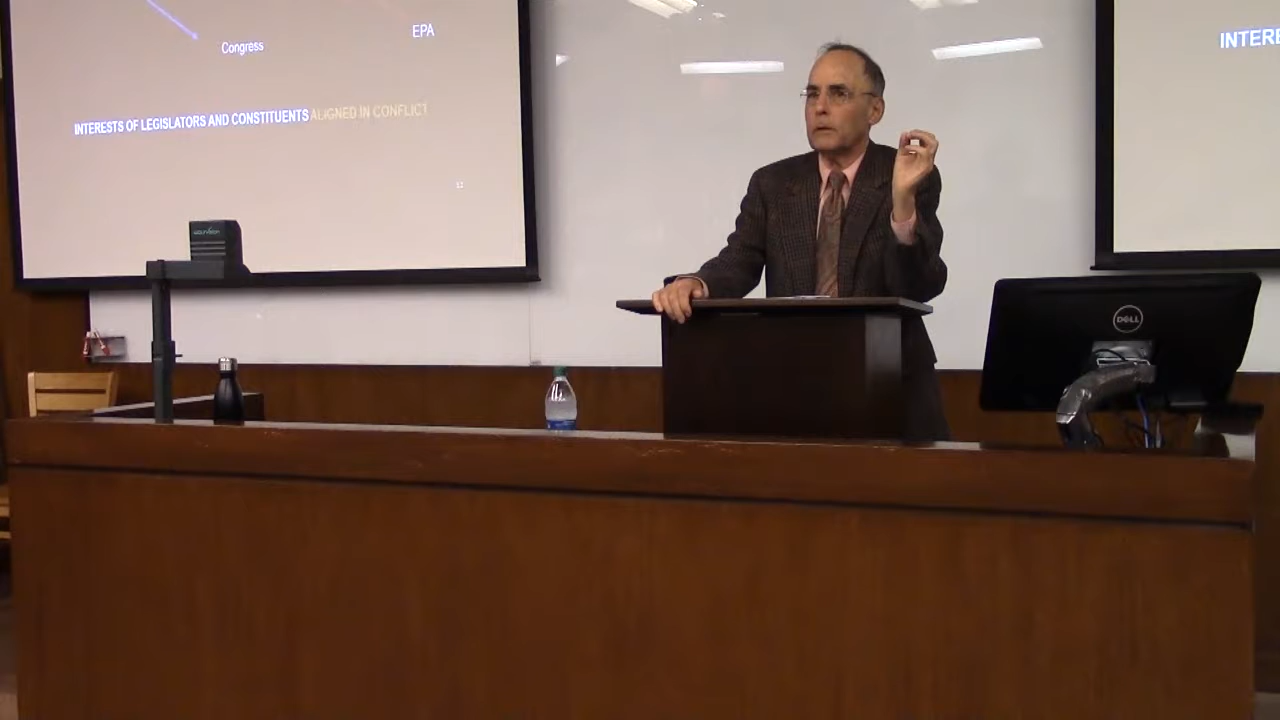 EPA
Congress
INTERESTS OF LEGISLATORS AND CONSTITUENTS ALIGNED IN CONFLICT
INTERE
DELL